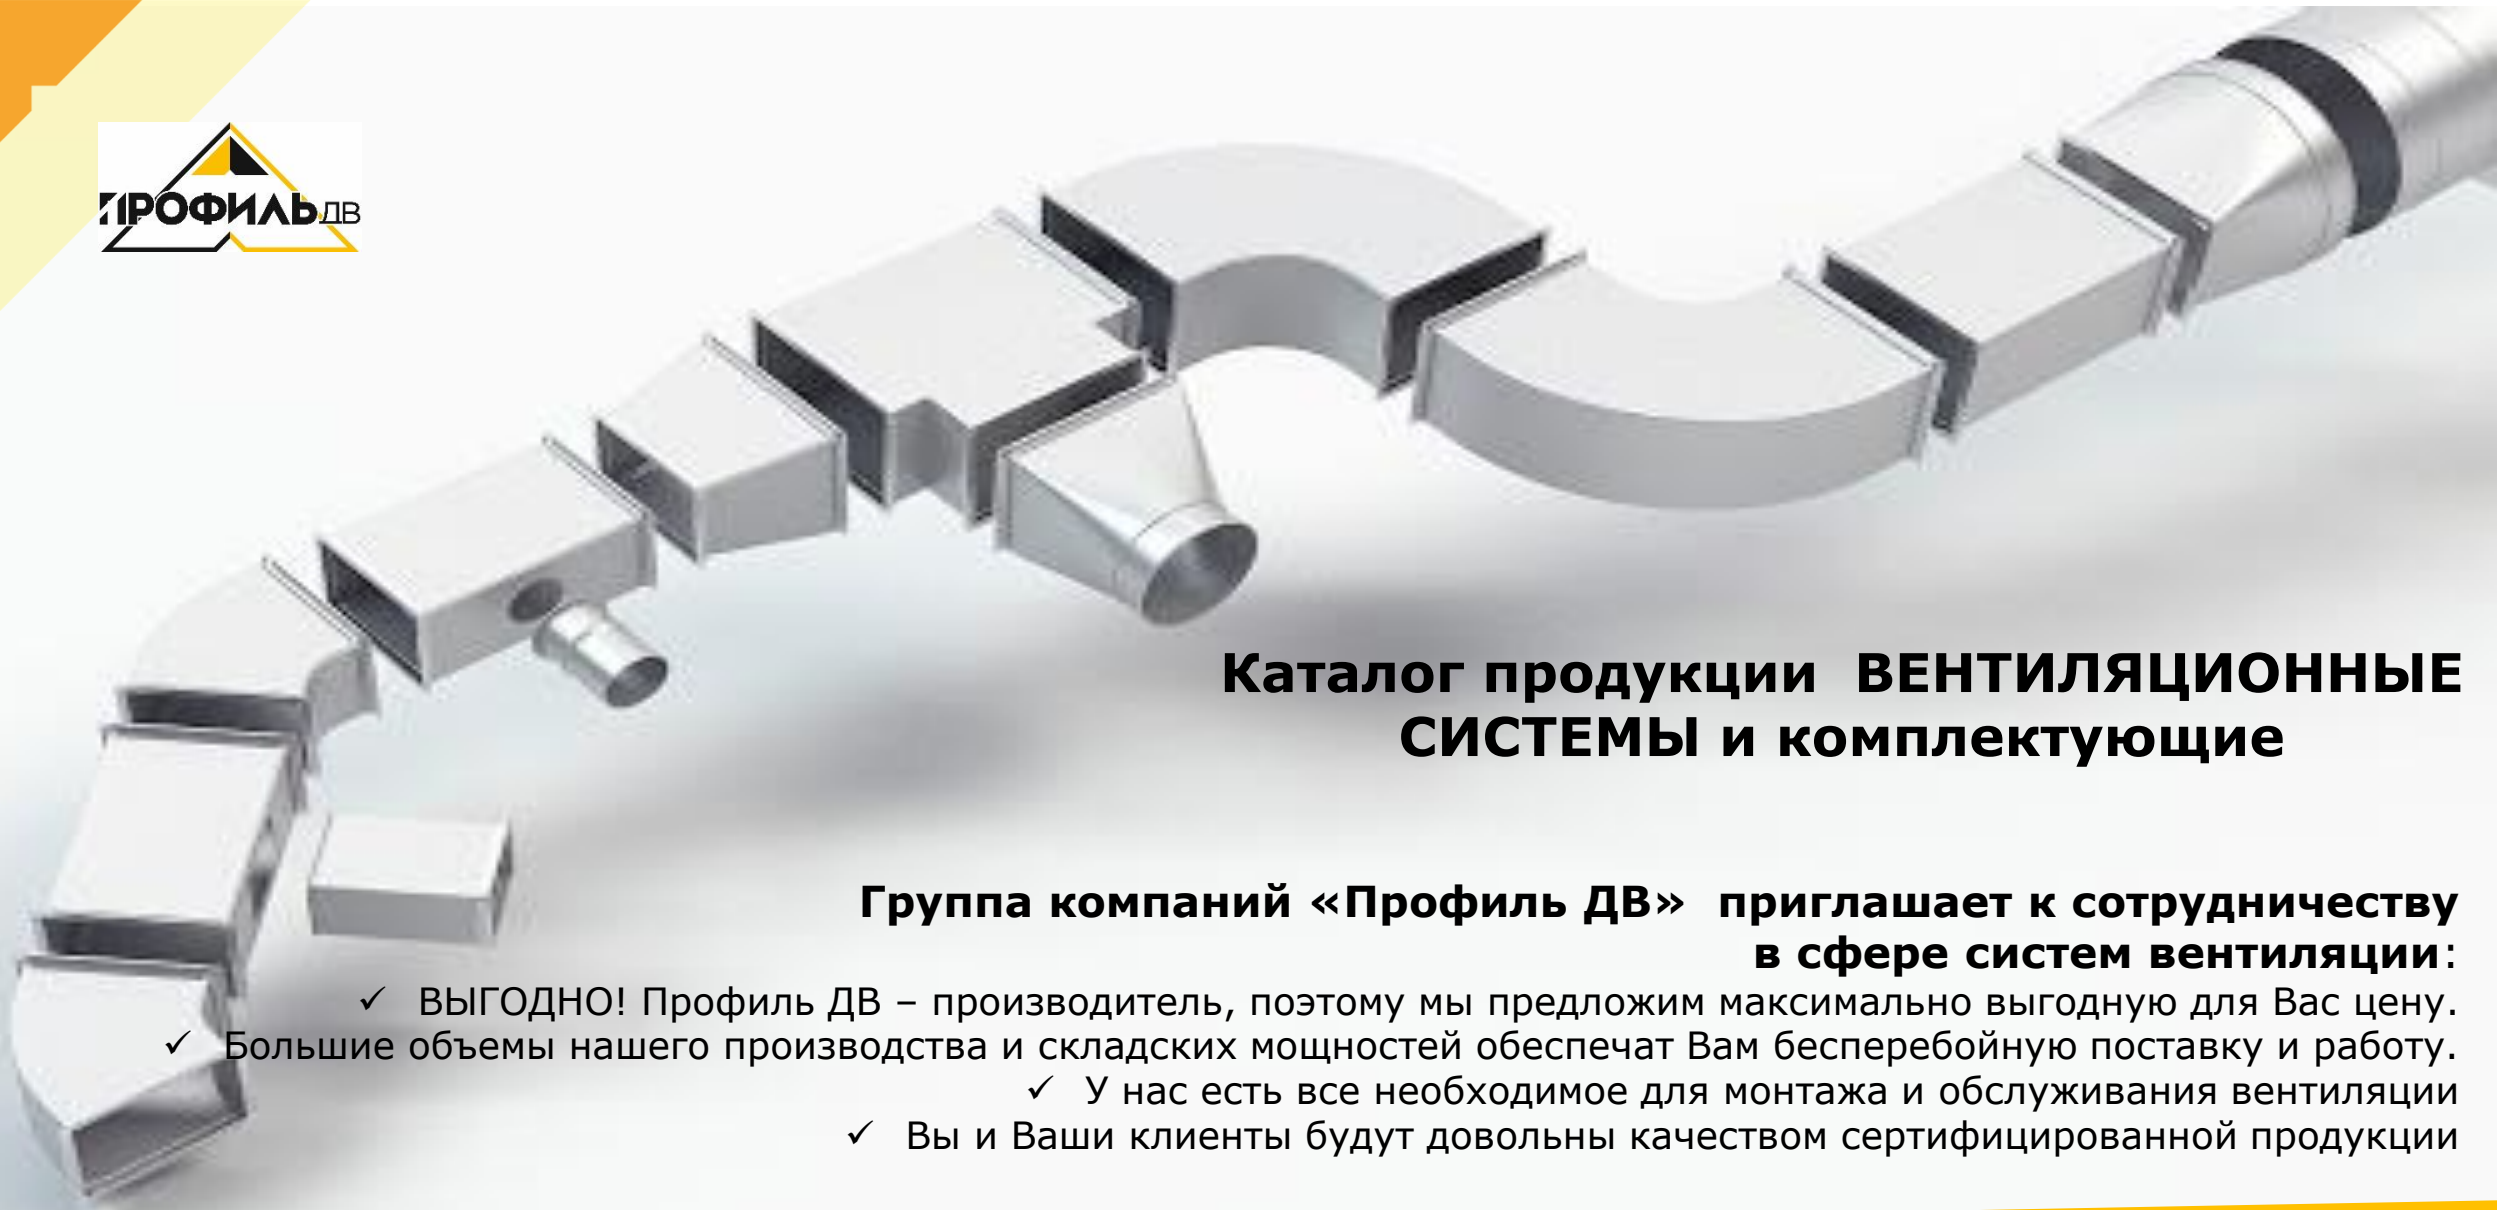 ПРОФИЛЬ ДВ
Каталог продукции ВЕНТИЛЯЦИОННЫЕ
СИСТЕМЫ и комплектующие
Группа компаний «Профиль ДВ» приглашает к сотрудничеству
в сфере систем вентиляции:
✓ ВЫГОДНО! Профиль ДВ – производитель, поэтому мы предложим максимально выгодную для Вас цену.
✓ Большие объемы нашего производства и складских мощностей обеспечат Вам бесперебойную поставку и работу.
✓ У нас есть все необходимое для монтажа и обслуживания вентиляции
✓ Вы и Ваши клиенты будут довольны качеством сертифицированной продукции